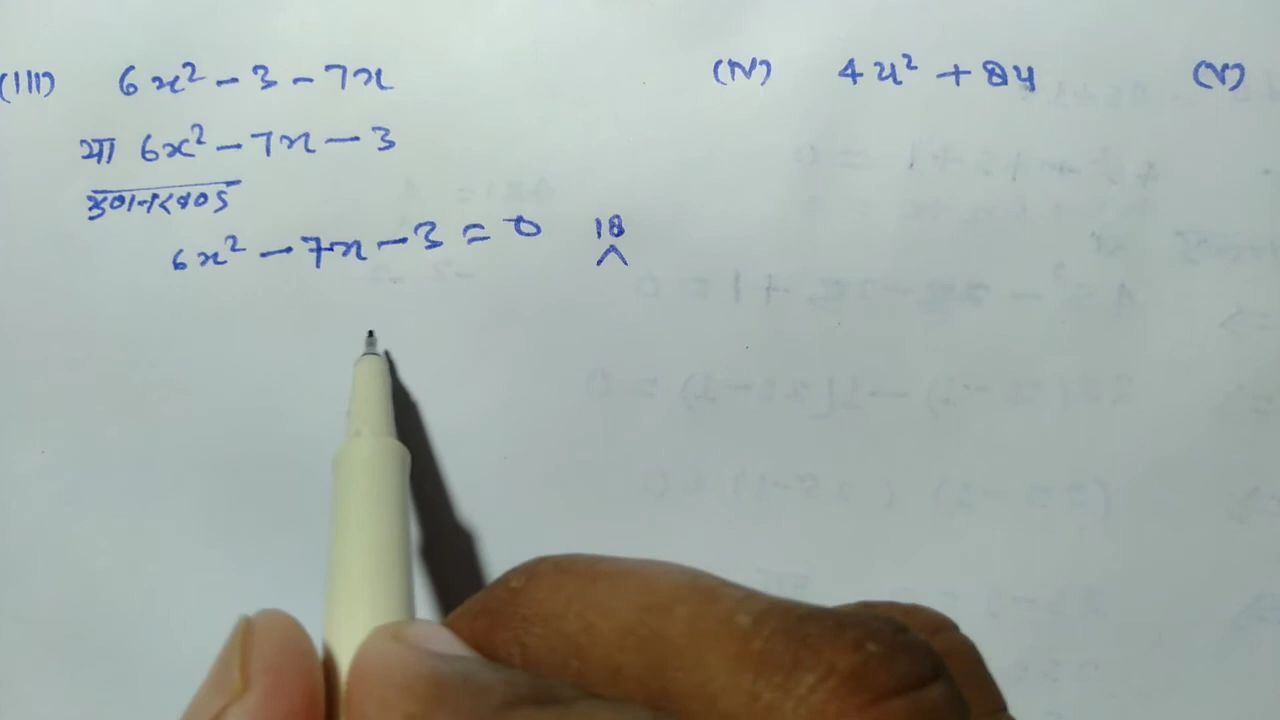 (III) 6x² - 3 - 7x
(IV) 4u² + 8u
(V)
या 6x² - 7x - 3
गुणनखण्ड
6x² - 7x - 3 = 0
18